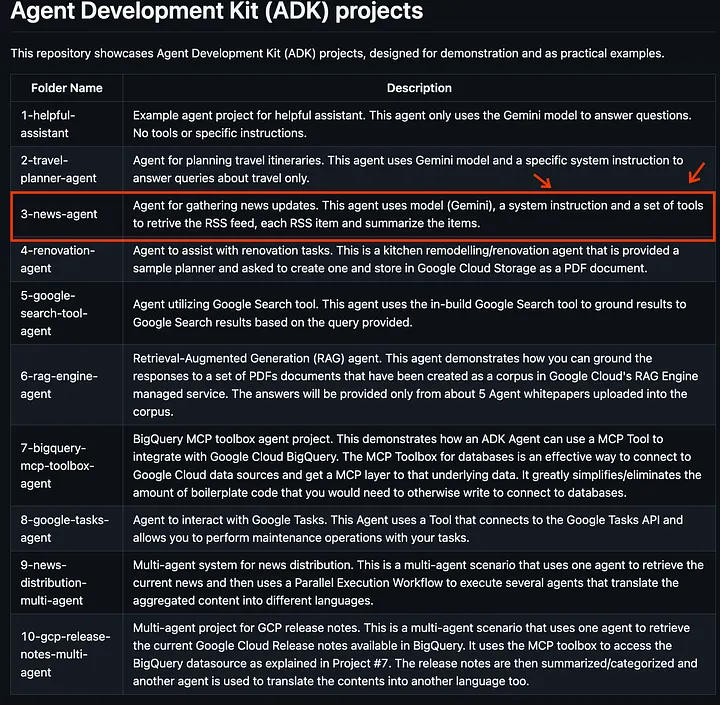 Agent Development Kit (ADK) projects
This repository showcases Agent Development Kit (ADK) projects, designed for demonstration and as practical examples.
Folder Name
Description
1-helpful-
assistant
Example agent project for helpful assistant. This agent only uses the Gemini model to answer questions.
No tools or specific instructions.
2-travel-
planner-agent
Agent for planning travel itineraries. This agent uses Gemini model and a specific system instruction to
answer queries about travel only.
3-news-agent
Agent for gathering news updates. This agent uses model (Gemini), a system instruction and a set of tools
to retrive the RSS feed, each RSS item and summarize the items.
4-renovation-
agent
Agent to assist with renovation tasks. This is a kitchen remodelling/renovation agent that is provided a
sample planner and asked to create one and store in Google Cloud Storage as a PDF document.
5-google-
search-tool-
agent
Agent utilizing Google Search tool. This agent uses the in-build Google Search tool to ground results to
Google Search results based on the query provided.
6-rag-engine-
agent
Retrieval-Augmented Generation (RAG) agent. This agent demonstrates how you can ground the
responses to a set of PDFs documents that have been created as a corpus in Google Cloud's RAG Engine
managed service. The answers will be provided only from about 5 Agent whitepapers uploaded into the
corpus.
7-bigquery-
mcp-toolbox-
agent
BigQuery MCP toolbox agent project. This demonstrates how an ADK Agent can use a MCP Tool to
integrate with Google Cloud BigQuery. The MCP Toolbox for databases is an effective way to connect to
Google Cloud data sources and get a MCP layer to that underlying data. It greatly simplifies/eliminates the
amount of boilerplate code that you would need to otherwise write to connect to databases.
8-google-tasks-
agent
Agent to interact with Google Tasks. This Agent uses a Tool that connects to the Google Tasks API and
allows you to perform maintenance operations with your tasks.
9-news-
distribution-
multi-agent
Multi-agent system for news distribution. This is a multi-agent scenario that uses one agent to retrieve the
current news and then uses a Parallel Execution Workflow to execute several agents that translate the
aggregated content into different languages.
10-gcp-release-
notes-multi-
agent
Multi-agent project for GCP release notes. This is a multi-agent scenario that uses one agent to retrieve
the current Google Cloud Release notes available in BigQuery. It uses the MCP toolbox to access the
BigQuery datasource as explained in Project #7. The release notes are then summarized/categorized and
another agent is used to translate the contents into another language too.